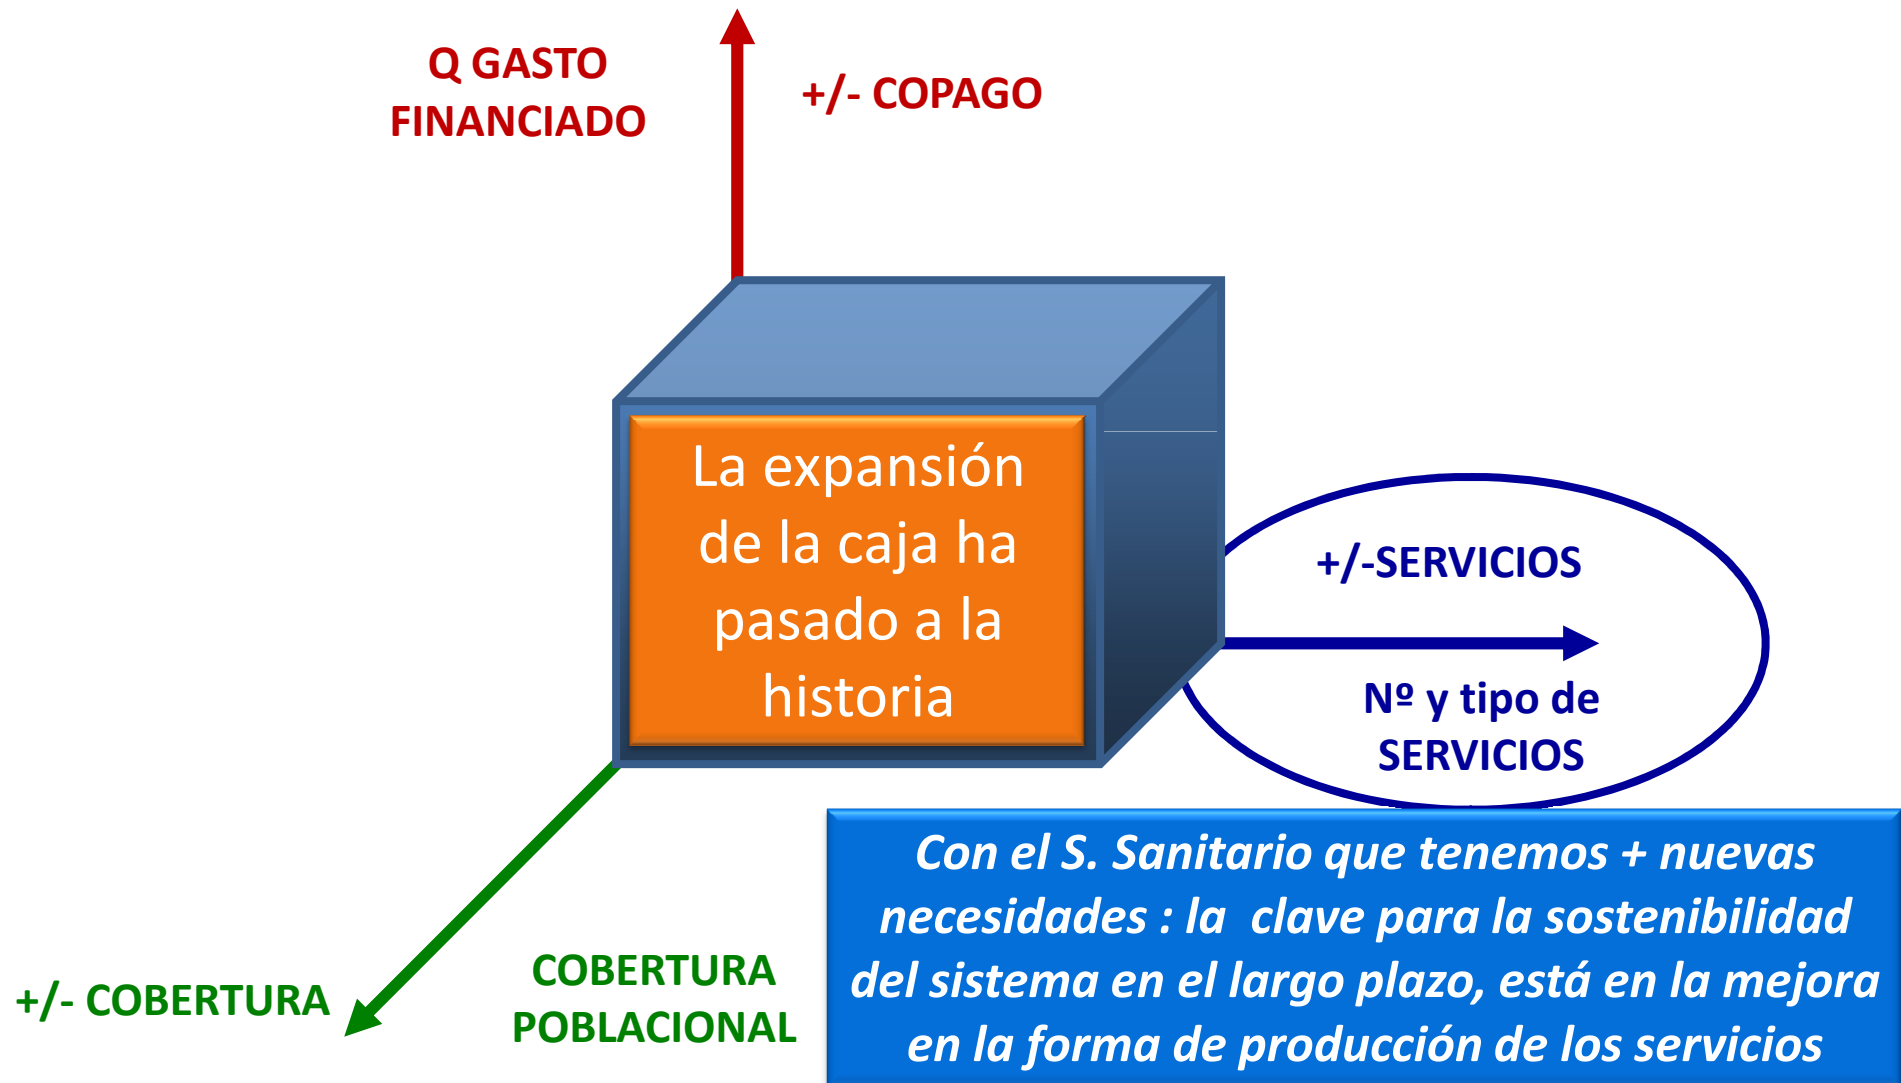 Q GASTO
FINANCIADO
+/- COPAGO
La expansión
de la caja ha
pasado a la
historia
+/-SERVICIOS
Nº y tipo de
SERVICIOS
+/- COBERTURA
COBERTURA
POBLACIONAL
Con el S. Sanitario que tenemos + nuevas
necesidades : la clave para la sostenibilidad
del sistema en el largo plazo, está en la mejora
en la forma de producción de los servicios